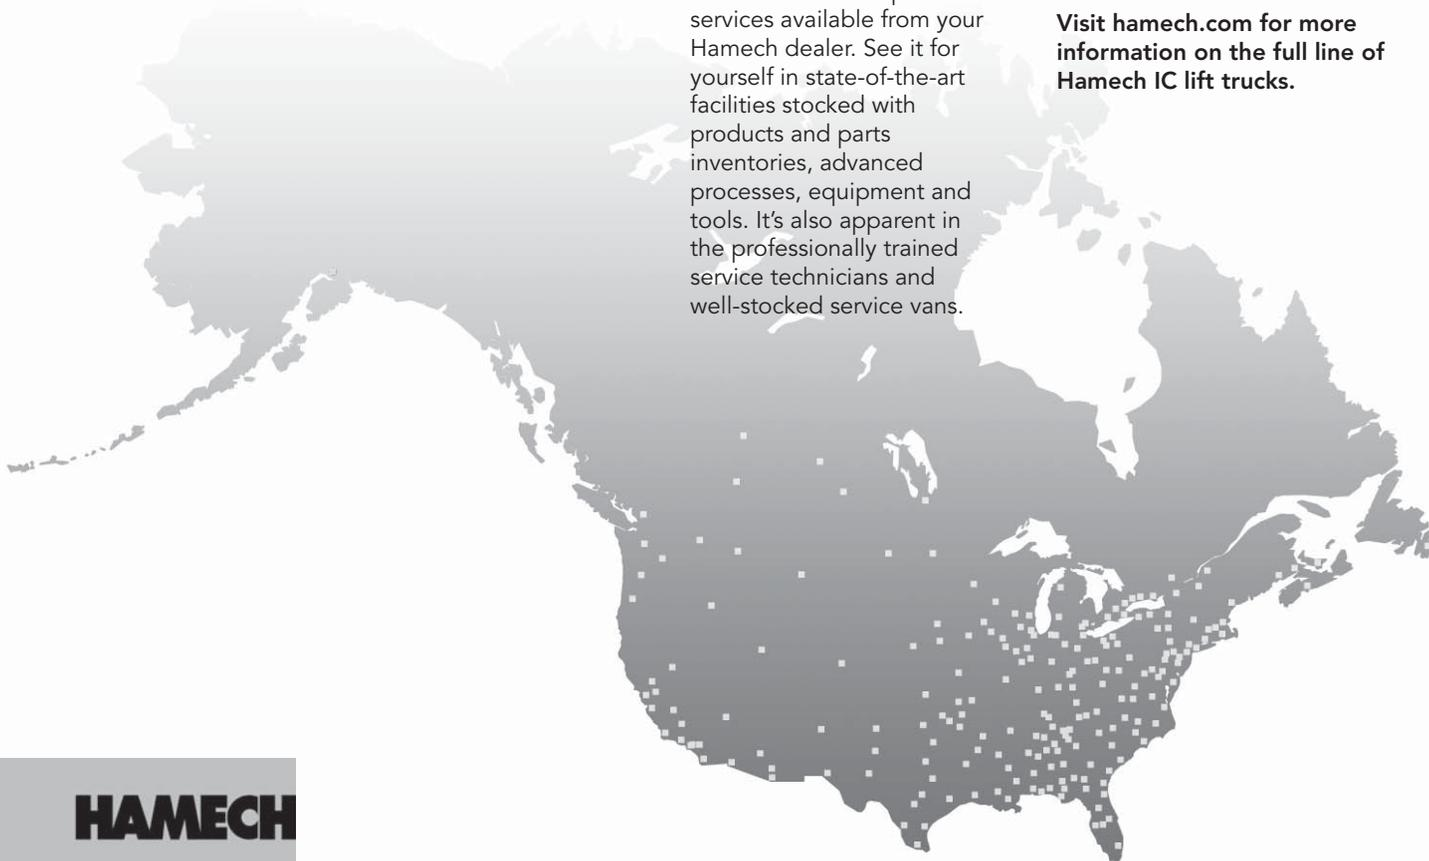 services available from your
Hamech dealer. See it for
yourself in state-of-the-art
facilities stocked with
products and parts
inventories, advanced
processes, equipment and
tools. It’s also apparent in
the professionally trained
service technicians and
well-stocked service vans.
Visit hamech.com for more
information on the full line of
Hamech IC lift trucks.
HAMECH